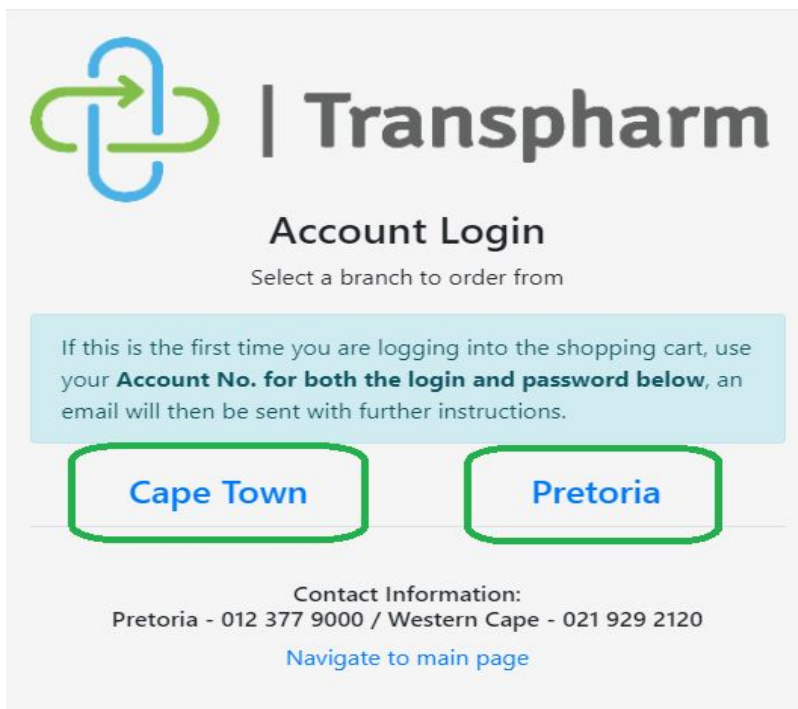 | Transpharm
Account Login
Select a branch to order from
If this is the first time you are logging into the shopping cart, use
your Account No. for both the login and password below, an
email will then be sent with further instructions.
Cape Town Pretoria
Contact Information:
Pretoria - 012 377 9000 / Western Cape - 021 929 2120
Navigate to main page